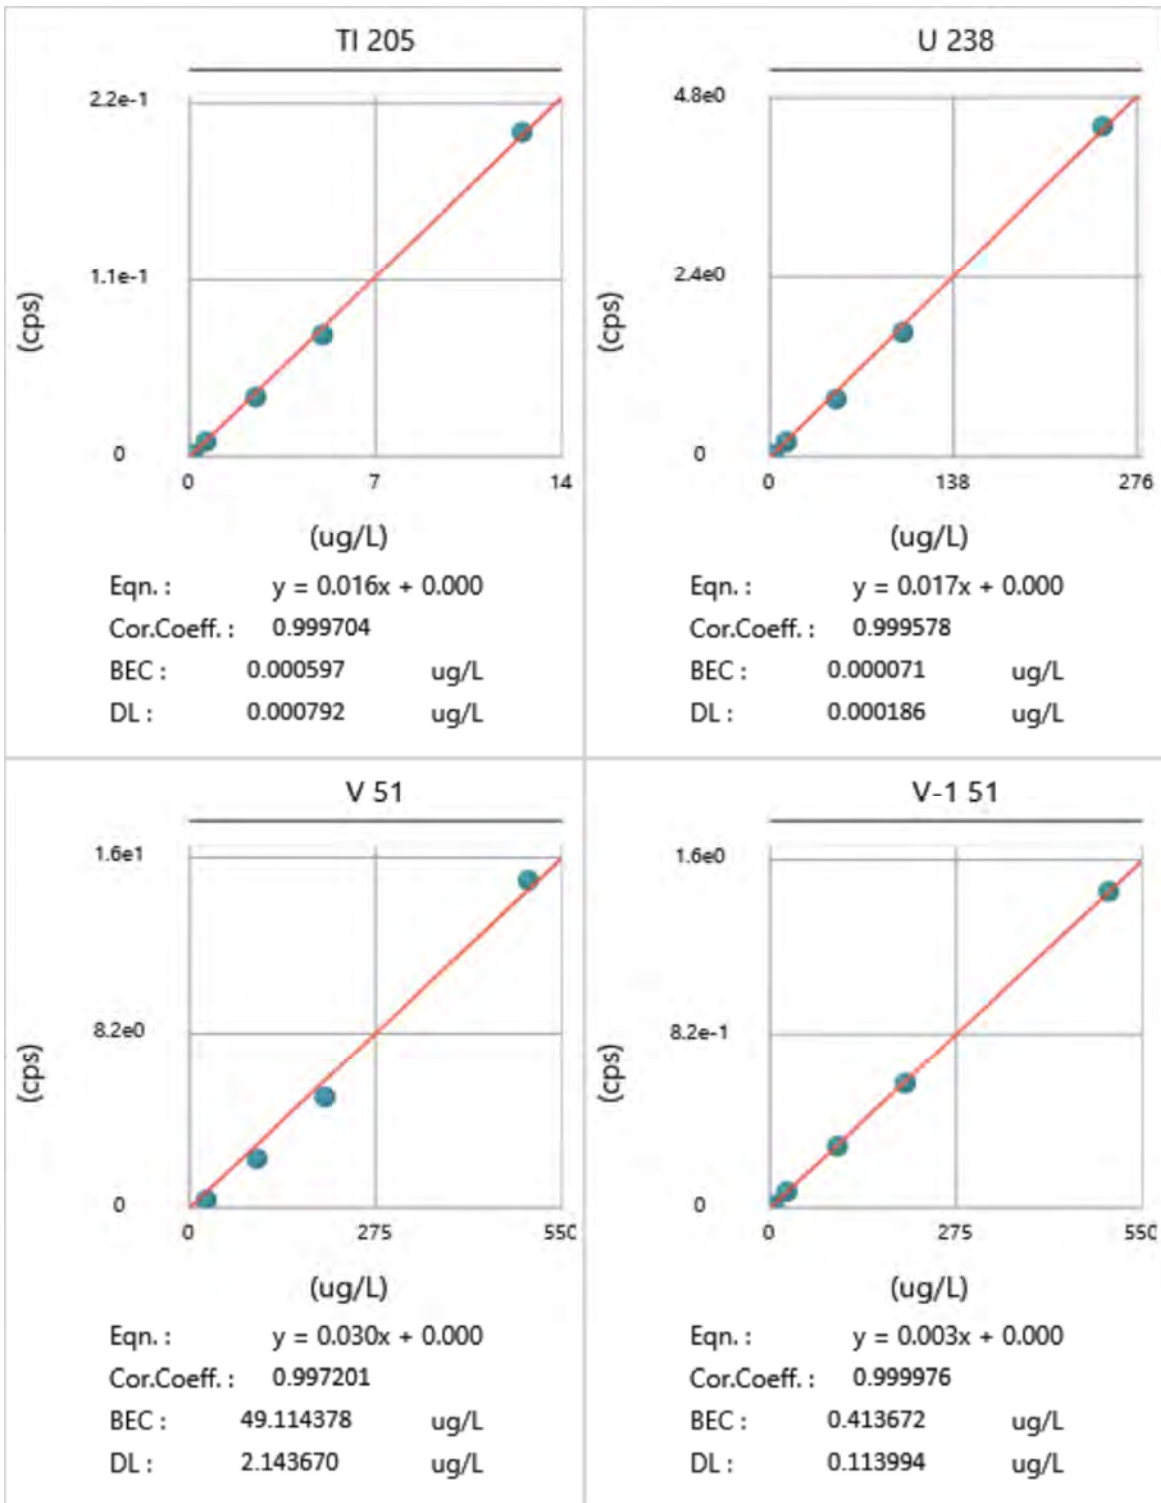 Tl 205
2.2e-1
1.1e-1
0
(cps)
0 7 14
(ug/L)
Eqn. : y = 0.016x + 0.000
Cor.Coeff. : 0.999704
BEC : 0.000597 ug/L
DL : 0.000792 ug/L
U 238
4.8e0
2.4e0
0
(cps)
0 138 276
(ug/L)
Eqn. : y = 0.017x + 0.000
Cor.Coeff. : 0.999578
BEC : 0.000071 ug/L
DL : 0.000186 ug/L
V 51
1.6e1
8.2e0
0
(cps)
0 275 550
(ug/L)
Eqn. : y = 0.030x + 0.000
Cor.Coeff. : 0.997201
BEC : 49.114378 ug/L
DL : 2.143670 ug/L
V-1 51
1.6e0
8.2e-1
0
(cps)
0 275 550
(ug/L)
Eqn. : y = 0.003x + 0.000
Cor.Coeff. : 0.999976
BEC : 0.413672 ug/L
DL : 0.113994 ug/L